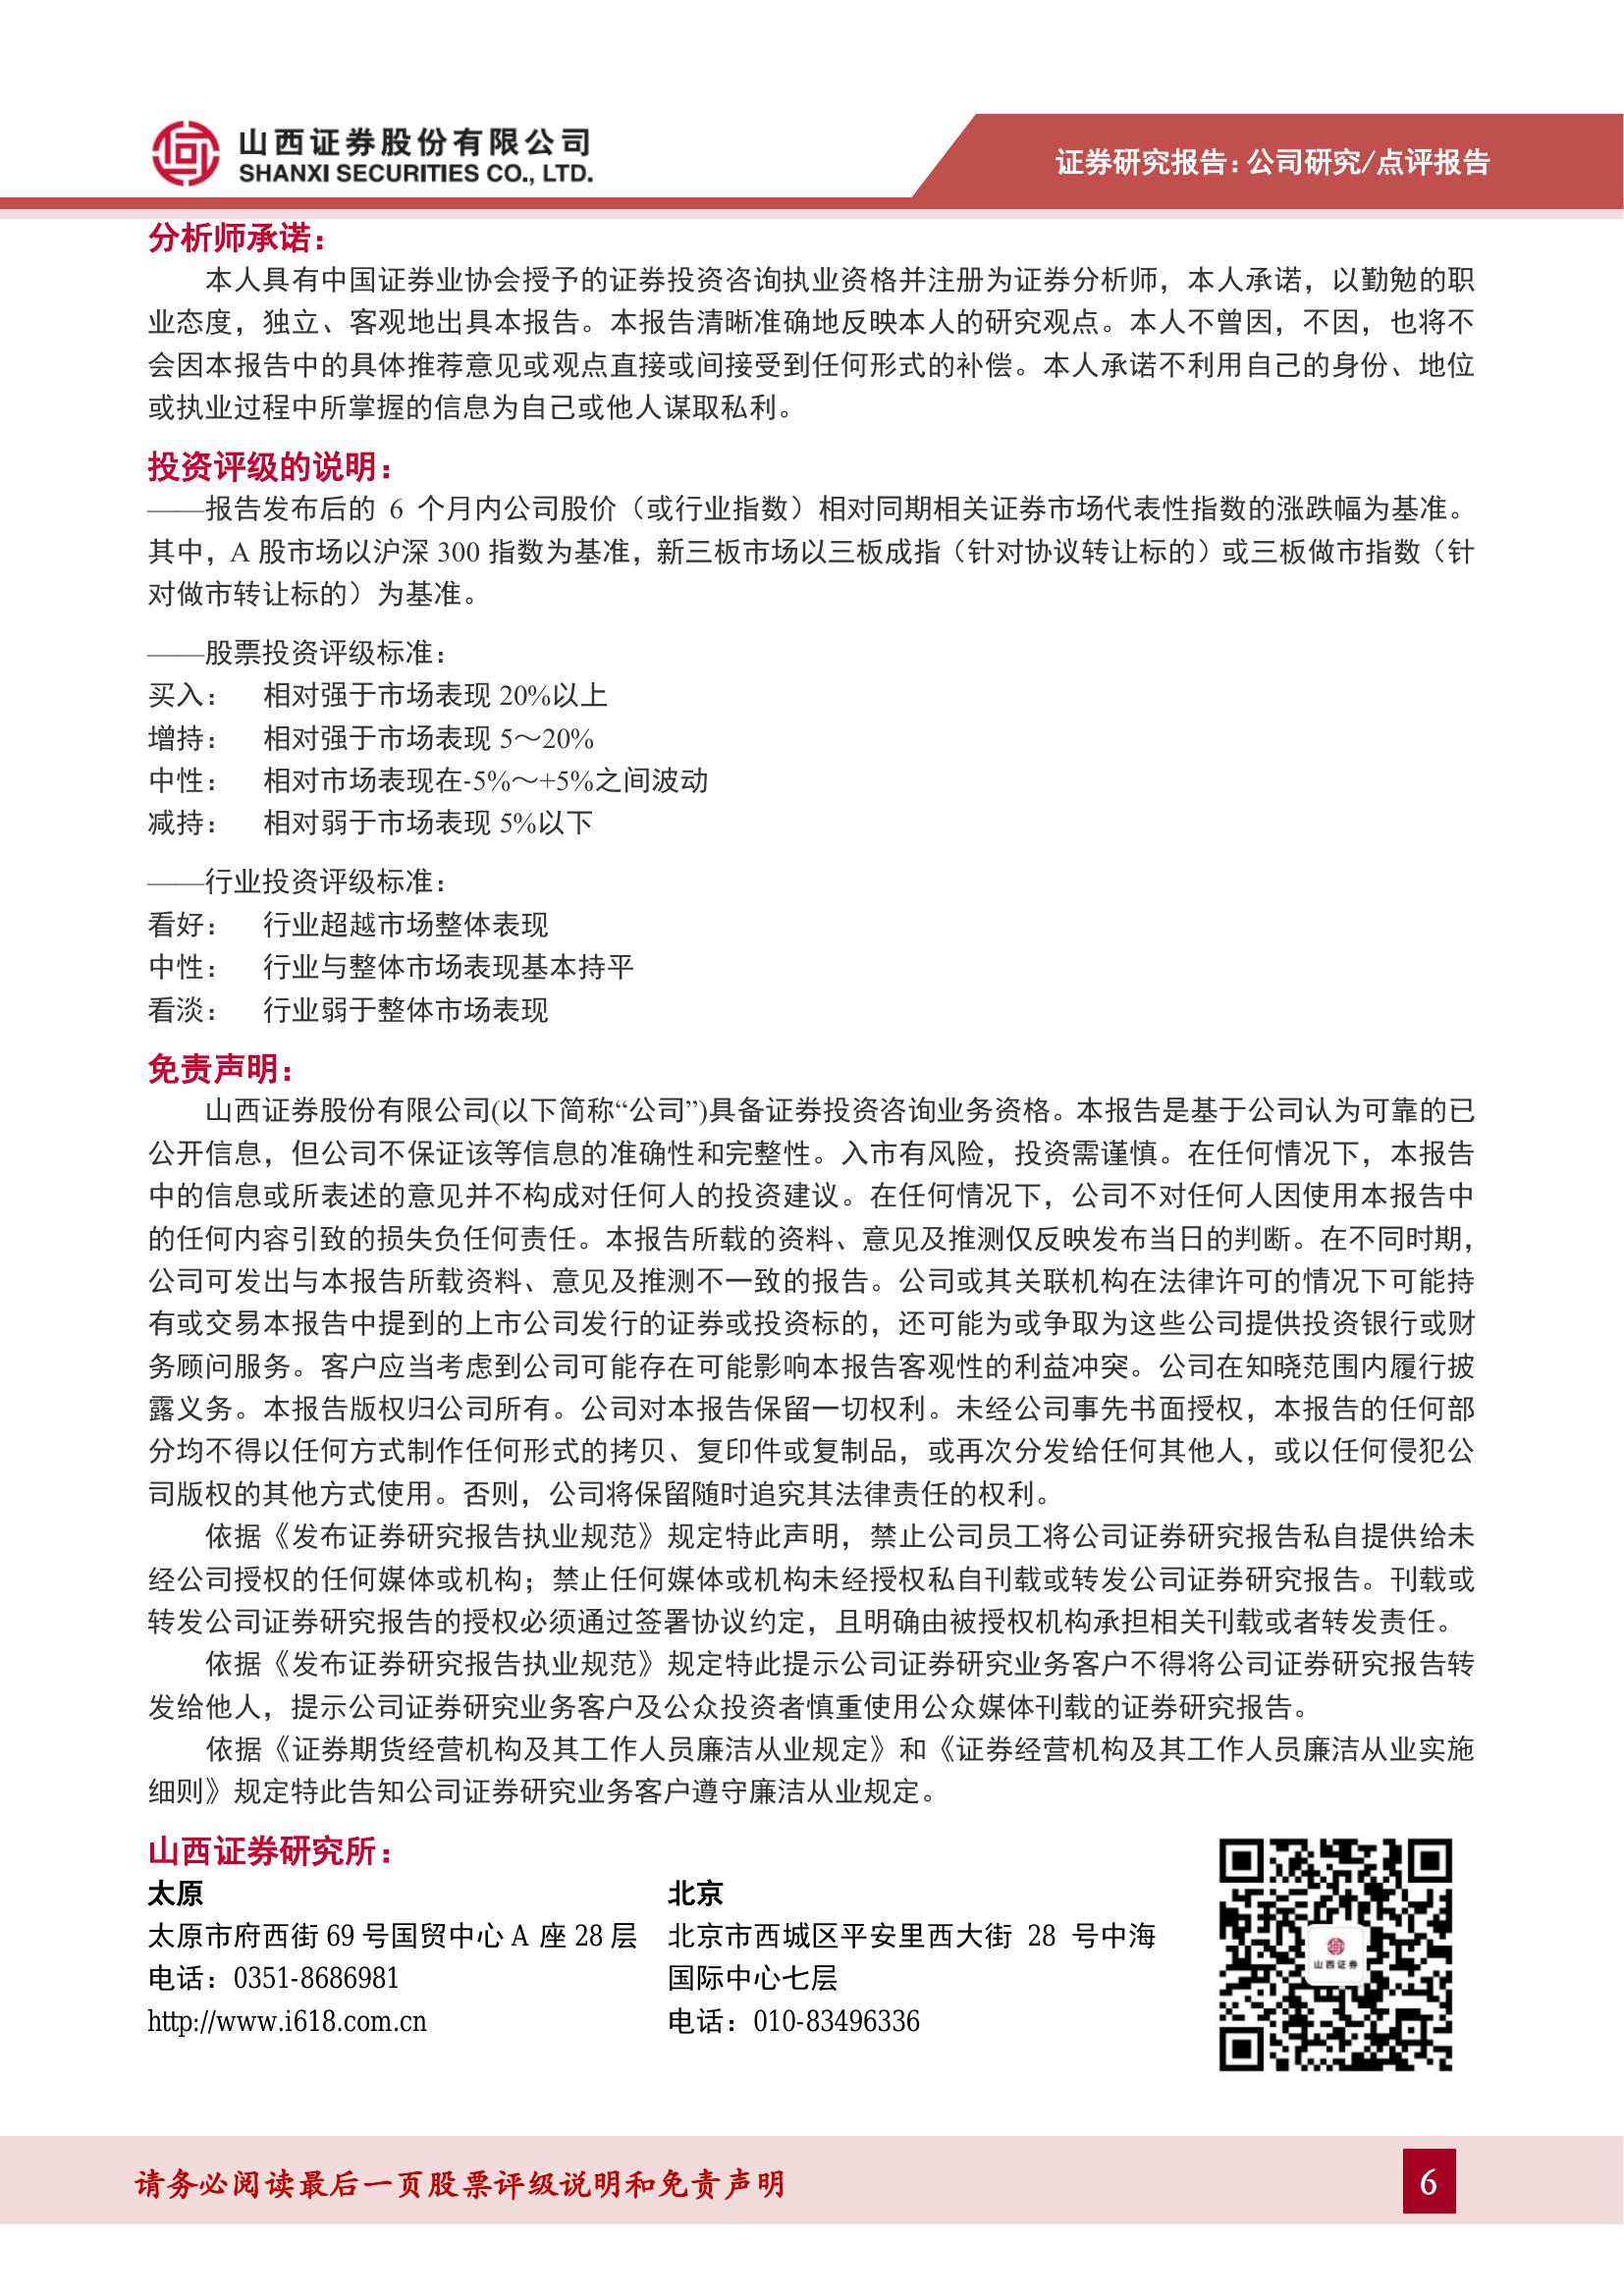 山西证券股份有限公司
SHANXI SECURITIES CO., LTD.
证券研究报告：公司研究/点评报告
分析师承诺：
本人具有中国证券业协会授予的证券投资咨询执业资格并注册为证券分析师，本人承诺，以勤勉的职
业态度，独立、客观地出具本报告。本报告清晰准确地反映本人的研究观点。本人不曾因，不因，也将不
会因本报告中的具体推荐意见或观点直接或间接受到任何形式的补偿。本人承诺不利用自己的身份、地位
或执业过程中所掌握的信息为自己或他人谋取私利。
投资评级的说明：
——报告发布后的 6 个月内公司股价（或行业指数）相对同期相关证券市场代表性指数的涨跌幅为基准。
其中，A 股市场以沪深 300 指数为基准，新三板市场以三板成指（针对协议转让标的）或三板做市指数（针
对做市转让标的）为基准。
——股票投资评级标准：
买入： 相对强于市场表现 20%以上
增持： 相对强于市场表现 5～20%
中性： 相对市场表现在-5%～+5%之间波动
减持： 相对弱于市场表现 5%以下
——行业投资评级标准：
看好： 行业超越市场整体表现
中性： 行业与整体市场表现基本持平
看淡： 行业弱于整体市场表现
免责声明：
山西证券股份有限公司(以下简称“公司”)具备证券投资咨询业务资格。本报告是基于公司认为可靠的已
公开信息，但公司不保证该等信息的准确性和完整性。入市有风险，投资需谨慎。在任何情况下，本报告
中的信息或所表述的意见并不构成对任何人的投资建议。在任何情况下，公司不对任何人因使用本报告中
的任何内容引致的损失负任何责任。本报告所载的资料、意见及推测仅反映发布当日的判断。在不同时期，
公司可发出与本报告所载资料、意见及推测不一致的报告。公司或其关联机构在法律许可的情况下可能持
有或交易本报告中提到的上市公司发行的证券或投资标的，还可能为或争取为这些公司提供投资银行或财
务顾问服务。客户应当考虑到公司可能存在可能影响本报告客观性的利益冲突。公司在知晓范围内履行披
露义务。本报告版权归公司所有。公司对本报告保留一切权利。未经公司事先书面授权，本报告的任何部
分均不得以任何方式制作任何形式的拷贝、复印件或复制品，或再次分发给任何其他人，或以任何侵犯公
司版权的其他方式使用。否则，公司将保留随时追究其法律责任的权利。
依据《发布证券研究报告执业规范》规定特此声明，禁止公司员工将公司证券研究报告私自提供给未
经公司授权的任何媒体或机构；禁止任何媒体或机构未经授权私自刊载或转发公司证券研究报告。刊载或
转发公司证券研究报告的授权必须通过签署协议约定，且明确由被授权机构承担相关刊载或者转发责任。
依据《发布证券研究报告执业规范》规定特此提示公司证券研究业务客户不得将公司证券研究报告转
发给他人，提示公司证券研究业务客户及公众投资者慎重使用公众媒体刊载的证券研究报告。
依据《证券期货经营机构及其工作人员廉洁从业规定》和《证券经营机构及其工作人员廉洁从业实施
细则》规定特此告知公司证券研究业务客户遵守廉洁从业规定。
山西证券研究所：
太原
太原市府西街 69 号国贸中心 A 座 28 层
电话：0351-8686981
http://www.i618.com.cn
北京
北京市西城区平安里西大街 28 号中海
国际中心七层
电话：010-83496336
山西证券
请务必阅读最后一页股票评级说明和免责声明
6